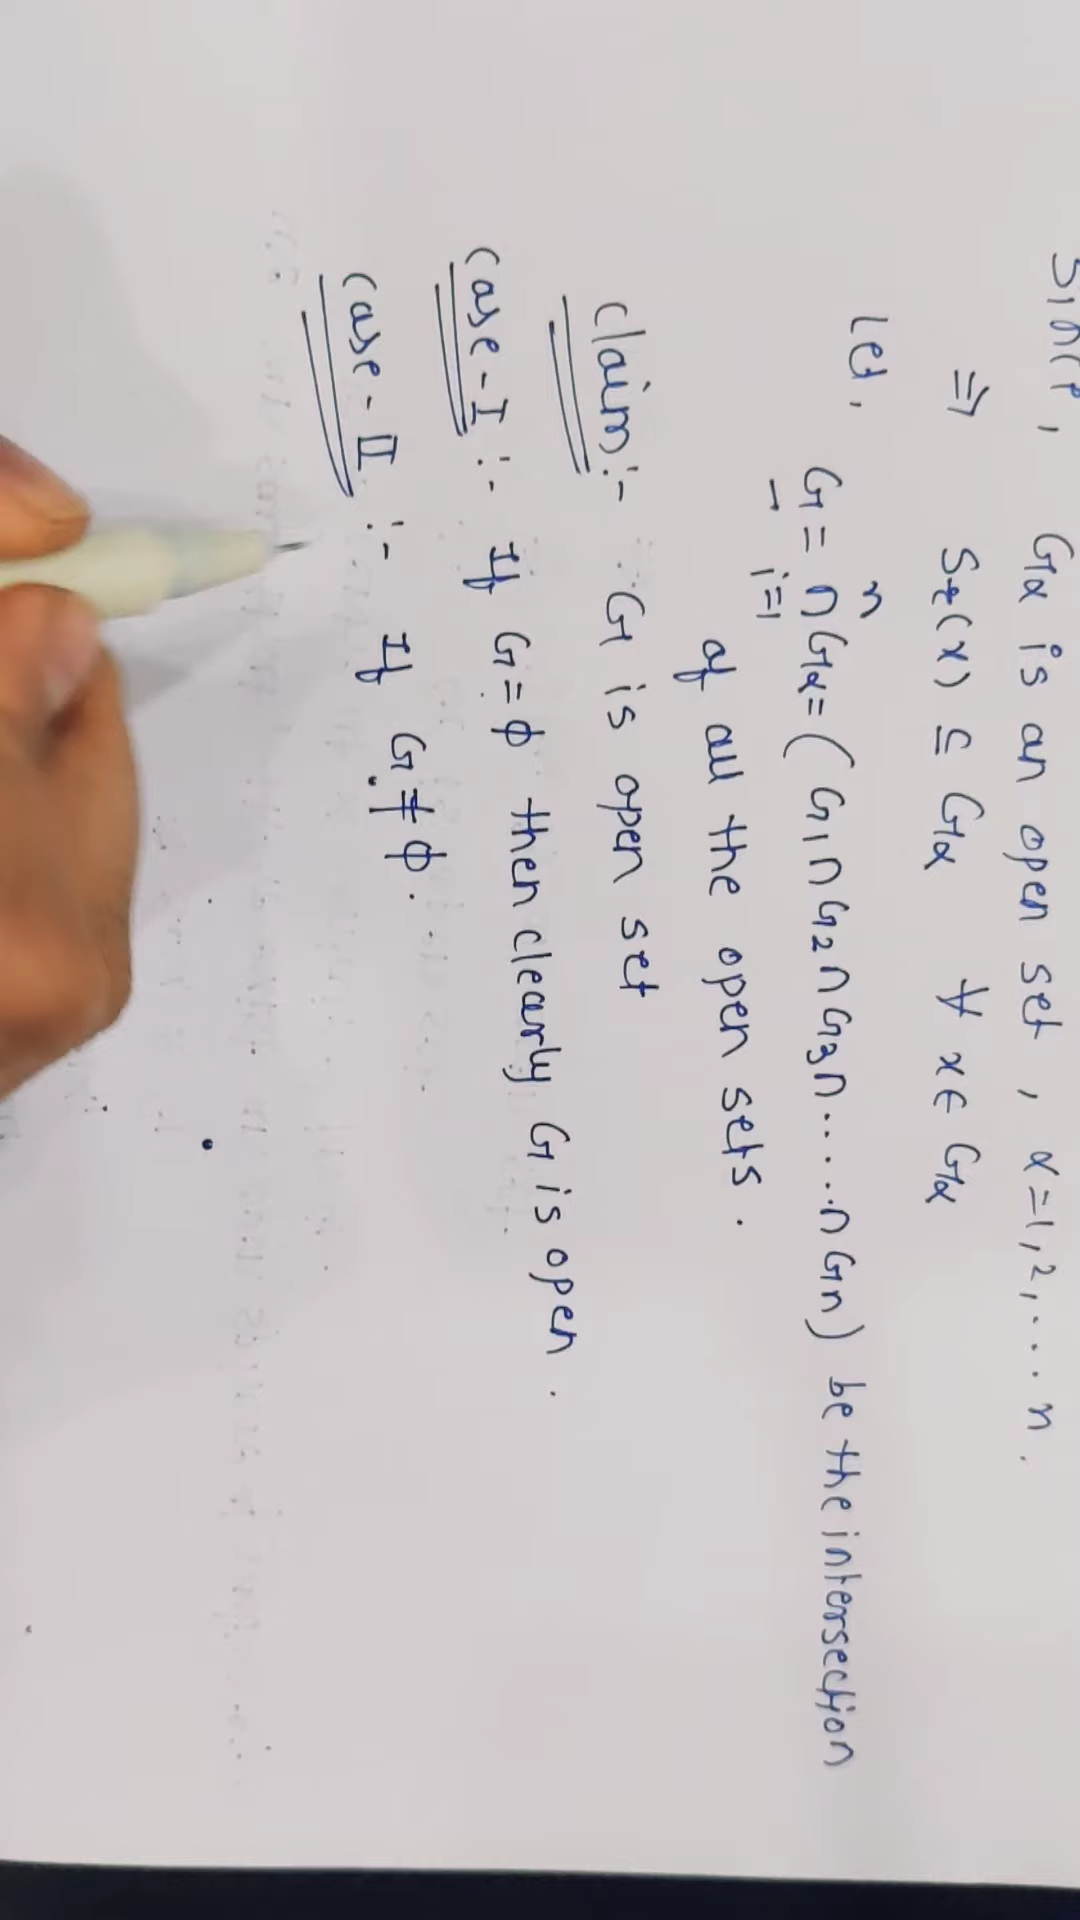 Since, Gα is an open set, α=1,2,...n.
⇒ Sr(x) ⊆ Gα ∀ x∈ Gα
Let, G = n∩i=1 Gα = (G1∩G2∩G3∩.....∩Gn) be the intersection
of all the open sets.
Claim:- G is open set
Case-I :- If G=φ then clearly G is open.
Case-II :- If G≠φ.